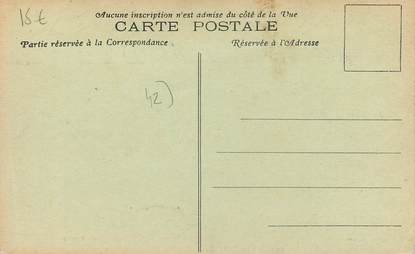 15 €
Aucune inscription n'est admise du côté de la Vue
CARTE POSTALE
Partie réservée à la Correspondance
Réservée à l'Adresse
42)